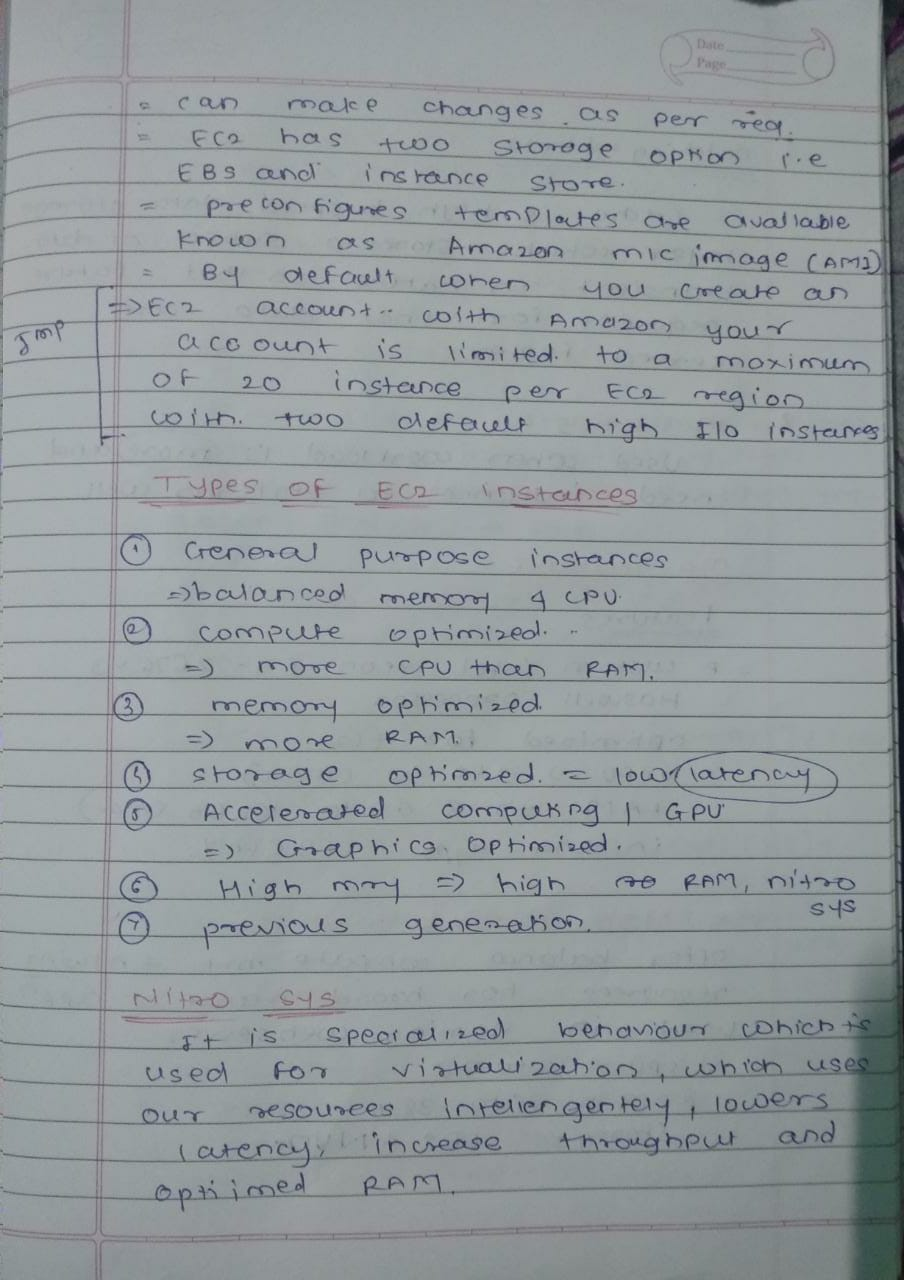 Date
Page
= can make changes as per req.
= EC2 has two storage option i.e
EBS and instance store.
= preconfigures templates are available
known as Amazon mic image (AMI)
= By default when you create an
=> EC2 account.. with Amazon your
Imp
account is limited. to a maximum
of 20 instance per EC2 region
with. two default high I/O instances
Types OF EC2 instances
① General purpose instances
=> balanced memory & CPU.
② compute optimized.
=> more CPU than RAM.
③ memory optimized.
=> more RAM.
④ storage optimzed. = low latency
⑤ Accelerated computing | GPU
=> Graphics Optimized.
⑥ High mry => high RAM, nitro
sys
⑦ previous generation.
Nitro sys
It is specialized behaviour which is
used for virtualization, which uses
our resources intellengentely, lowers
latency, increase throughput and
optiimed RAM.